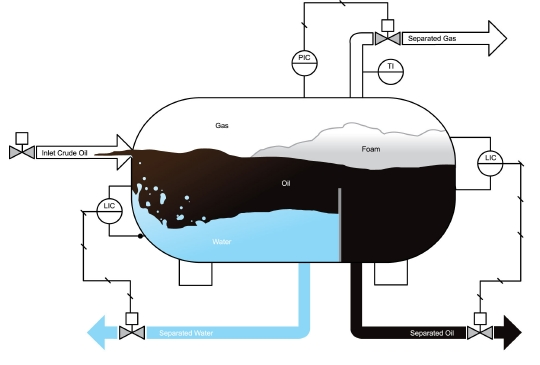 Separated Gas
PIC
TI
Gas
Inlet Crude Oil
Foam
LIC
Oil
LIC
Water
Separated Water
Separated Oil